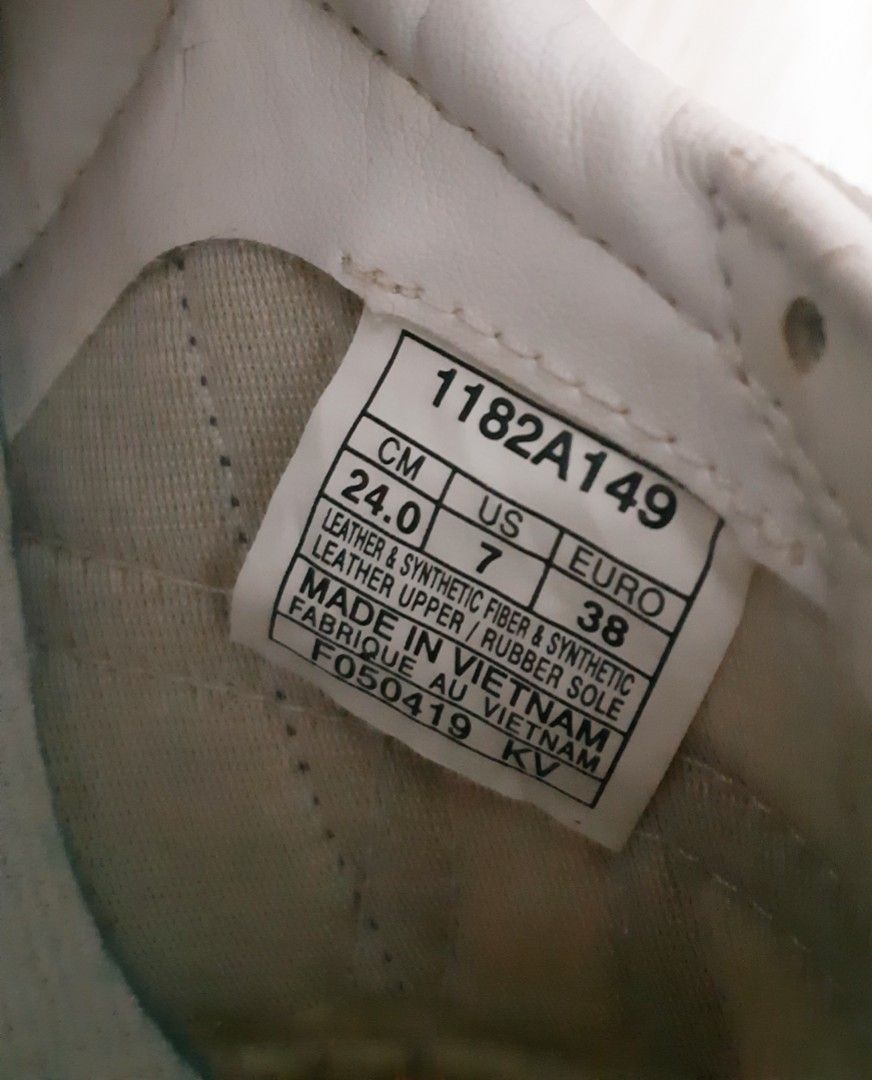 1182A149
CM US EURO
24.0 7 38
LEATHER & SYNTHETIC FIBER & SYNTHETIC
LEATHER UPPER / RUBBER SOLE
MADE IN VIETNAM
FABRIQUE AU VIETNAM
F050419 KV